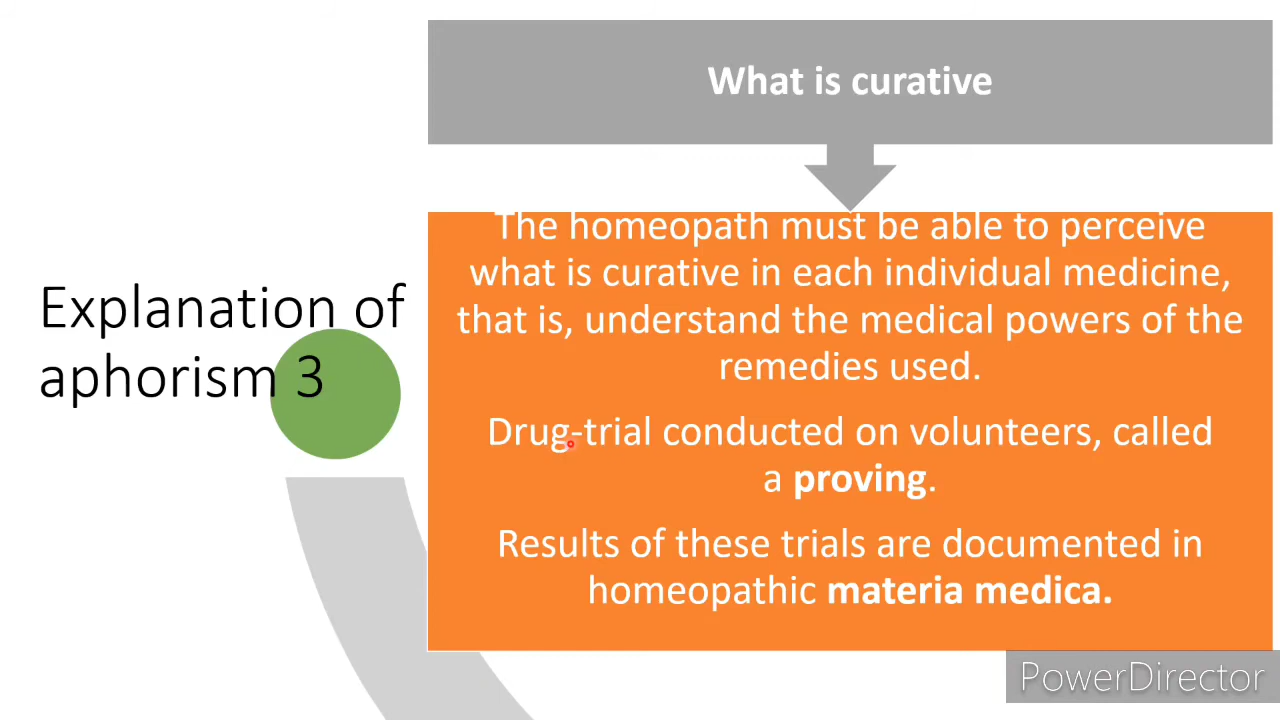 Explanation of
aphorism 3
What is curative
The homeopath must be able to perceive
what is curative in each individual medicine,
that is, understand the medical powers of the
remedies used.
Drug-trial conducted on volunteers, called
a proving.
Results of these trials are documented in
homeopathic materia medica.
PowerDirector